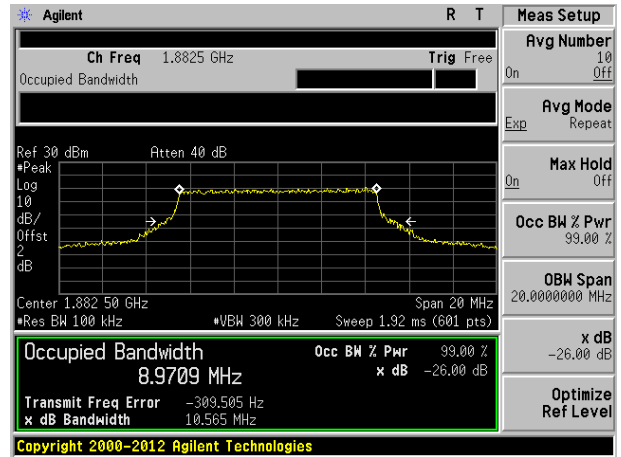 Agilent R T
Ch Freq 1.8825 GHz Trig Free
Occupied Bandwidth
Ref 30 dBm Atten 40 dB
#Peak
Log
10
dB/
Offst
2
dB
Center 1.882 50 GHz Span 20 MHz
#Res BW 100 kHz #VBW 300 kHz Sweep 1.92 ms (601 pts)
Occupied Bandwidth Occ BW % Pwr 99.00 %
8.9709 MHz x dB -26.00 dB
Transmit Freq Error -309.505 Hz
x dB Bandwidth 10.565 MHz
Copyright 2000-2012 Agilent Technologies
Meas Setup
Avg Number
10
On Off
Avg Mode
Exp Repeat
Max Hold
On Off
Occ BW % Pwr
99.00 %
OBW Span
20.0000000 MHz
x dB
-26.00 dB
Optimize
Ref Level